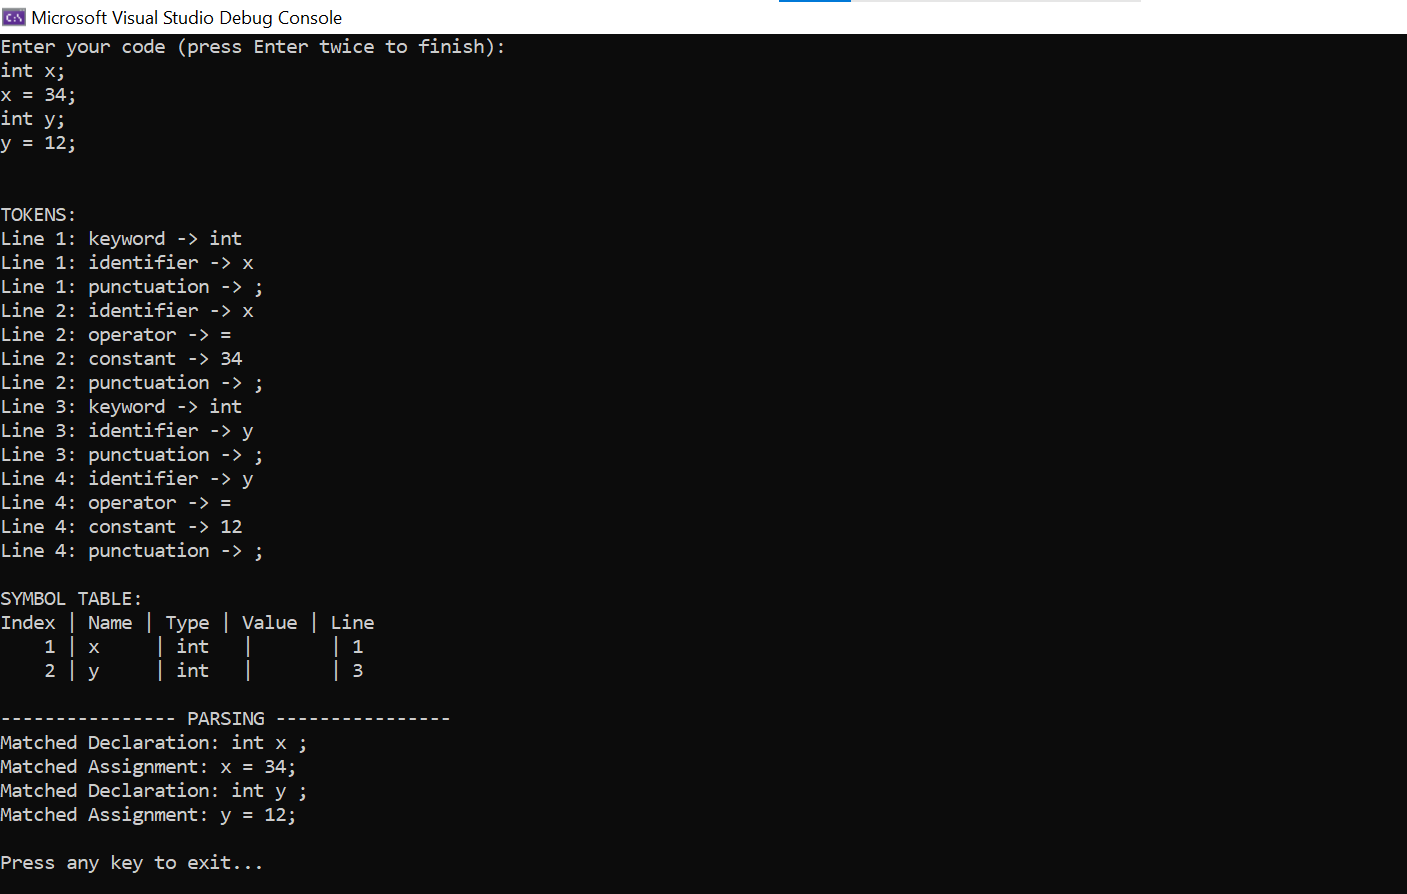 Microsoft Visual Studio Debug Console
Enter your code (press Enter twice to finish):
int x;
x = 34;
int y;
y = 12;
TOKENS:
Line 1: keyword -> int
Line 1: identifier -> x
Line 1: punctuation -> ;
Line 2: identifier -> x
Line 2: operator -> =
Line 2: constant -> 34
Line 2: punctuation -> ;
Line 3: keyword -> int
Line 3: identifier -> y
Line 3: punctuation -> ;
Line 4: identifier -> y
Line 4: operator -> =
Line 4: constant -> 12
Line 4: punctuation -> ;
SYMBOL TABLE:
Index | Name | Type | Value | Line
    1 | x     | int   |       | 1
    2 | y     | int   |       | 3
---------------- PARSING ----------------
Matched Declaration: int x ;
Matched Assignment: x = 34;
Matched Declaration: int y ;
Matched Assignment: y = 12;
Press any key to exit...